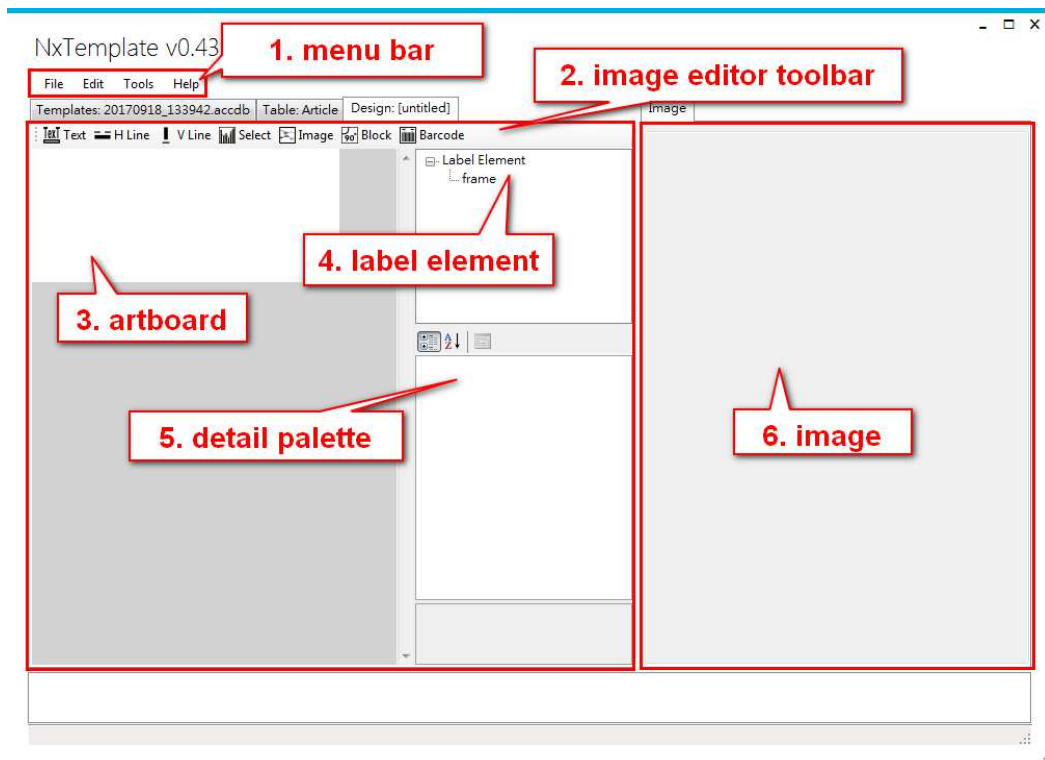 NxTemplate v0.43
1. menu bar
File Edit Tools Help
2. image editor toolbar
Templates: 20170918_133942.accdb Table: Article Design: [untitled] Image
Text Text H Line V Line Select Image 90° Block Barcode
Label Element
frame
4. label element
3. artboard
A
Z
5. detail palette
6. image